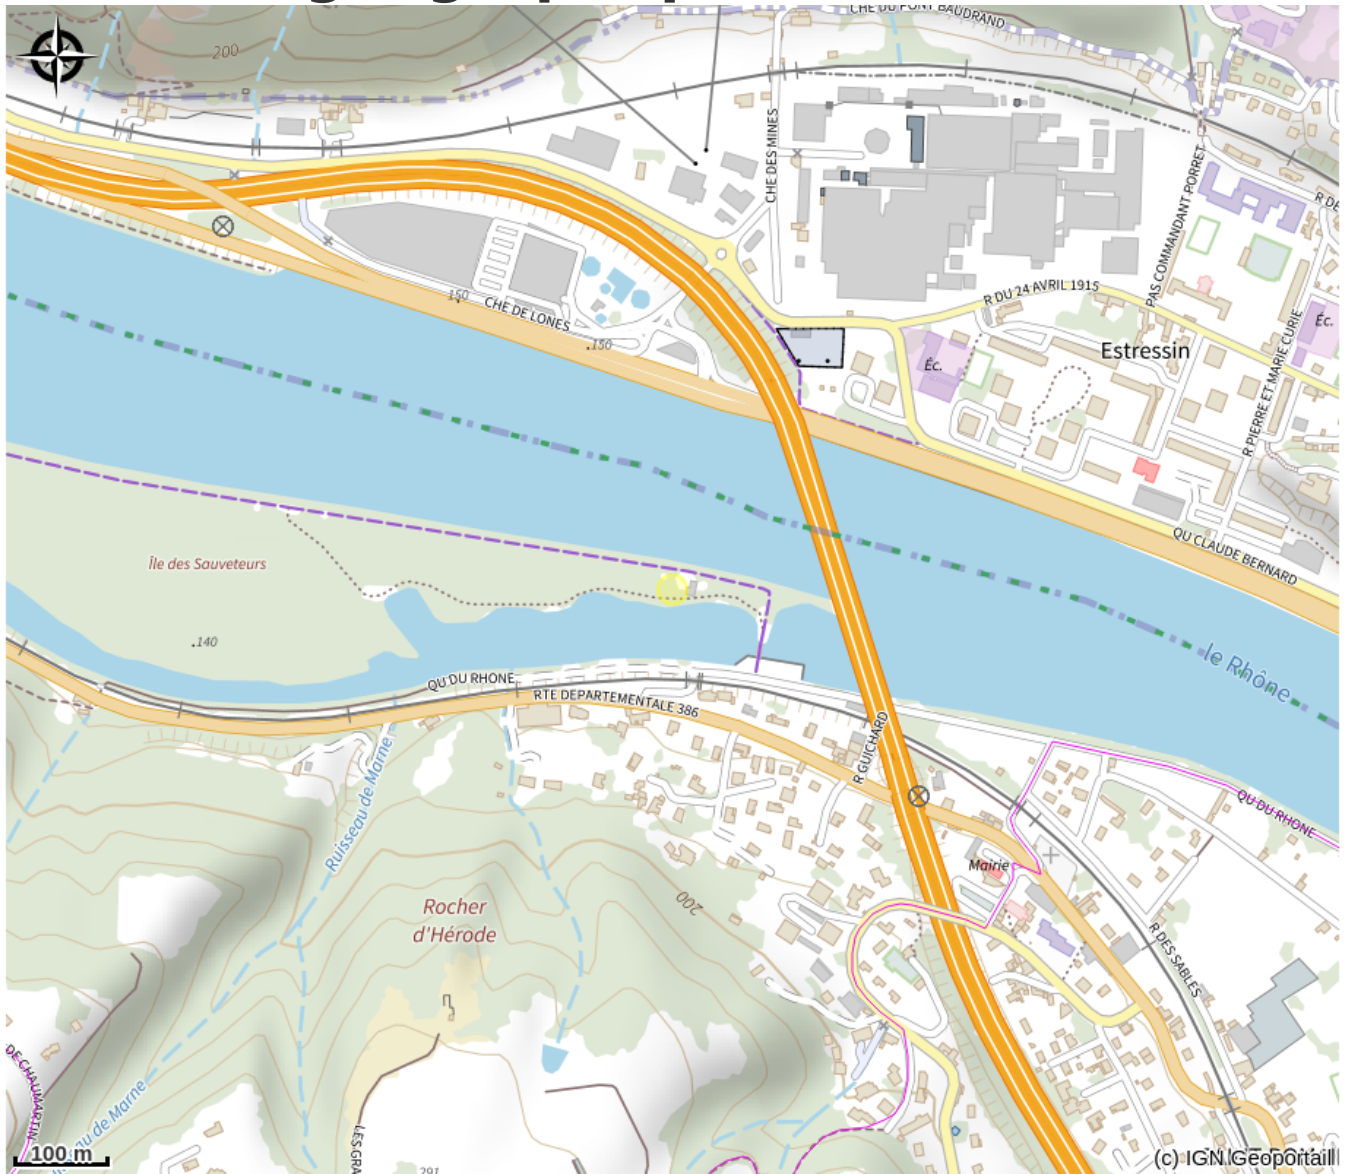 CHE DU PONT BAUDRAND
200
CHE DES MINES
PAS COMMANDANT PORRET
R DE
150
CHE DE LONES
.150
R DU 24 AVRIL 1915
Éc.
Estressin
Éc.
R PIERRE ET MARIE CURIE
QU CLAUDE BERNARD
Île des Sauveteurs
.140
le Rhône
QU DU RHONE
RTE DEPARTEMENTALE 386
R GUICHARD
Ruisseau de Marne
QU DU RHONE
Mairie
200
Rocher
d'Hérode
R DES SABLES
DE CHAUMARTIN
au de Marne
LES GRA
291
100 m
(c) IGN Géoportail